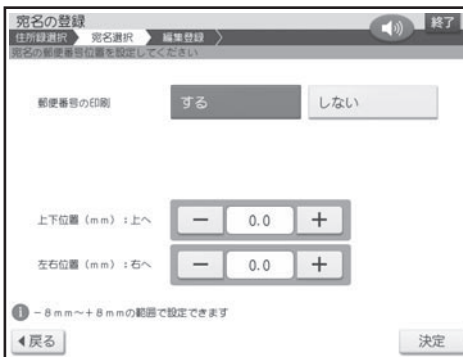 宛名の登録
終了
住所録選択 宛名選択 編集登録
宛名の郵便番号位置を設定してください
郵便番号の印刷 する しない
上下位置（ｍｍ）：上へ － 0.0 ＋
左右位置（ｍｍ）：右へ － 0.0 ＋
－８ｍｍ～＋８ｍｍの範囲で設定できます
戻る 決定